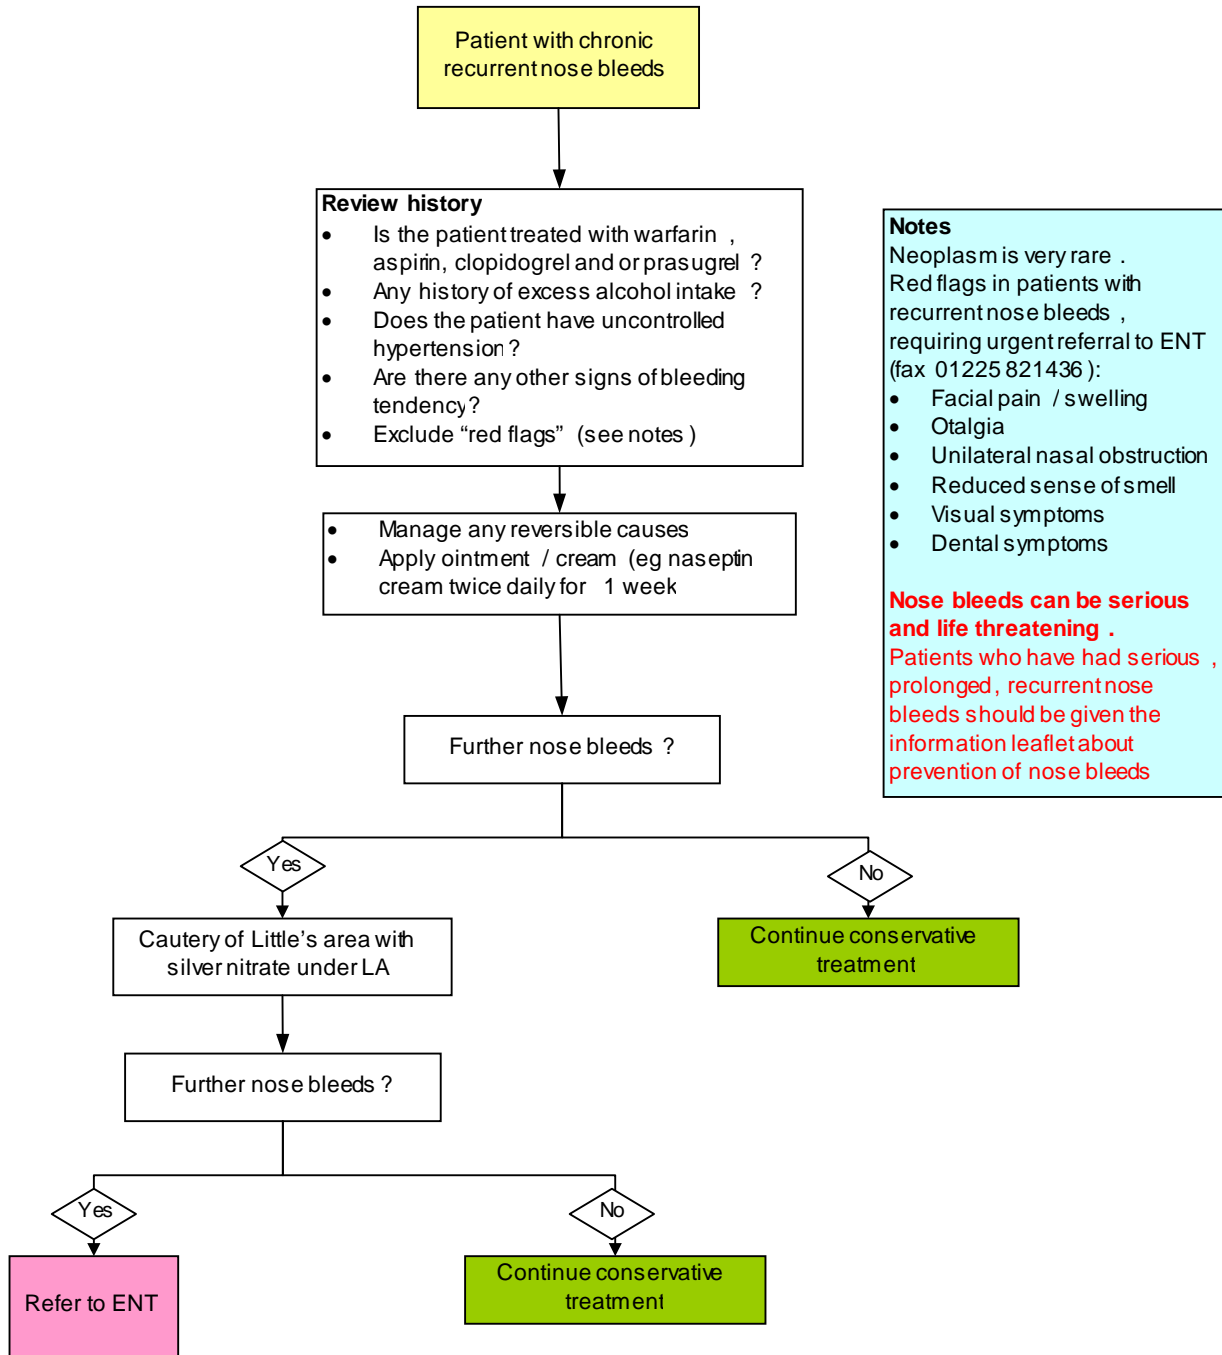 Patient with chronic
recurrent nose bleeds
Review history
• Is the patient treated with warfarin ,
aspirin, clopidogrel and or prasugrel ?
• Any history of excess alcohol intake ?
• Does the patient have uncontrolled
hypertension ?
• Are there any other signs of bleeding
tendency?
• Exclude “red flags” (see notes )
• Manage any reversible causes
• Apply ointment / cream (eg naseptin
cream twice daily for 1 week
Further nose bleeds ?
Yes
No
Cautery of Little’s area with
silver nitrate under LA
Continue conservative
treatment
Further nose bleeds ?
Yes
No
Refer to ENT
Continue conservative
treatment
Notes
Neoplasm is very rare .
Red flags in patients with
recurrent nose bleeds ,
requiring urgent referral to ENT
(fax 01225 821436 ):
• Facial pain / swelling
• Otalgia
• Unilateral nasal obstruction
• Reduced sense of smell
• Visual symptoms
• Dental symptoms
Nose bleeds can be serious
and life threatening .
Patients who have had serious ,
prolonged, recurrent nose
bleeds should be given the
information leaflet about
prevention of nose bleeds